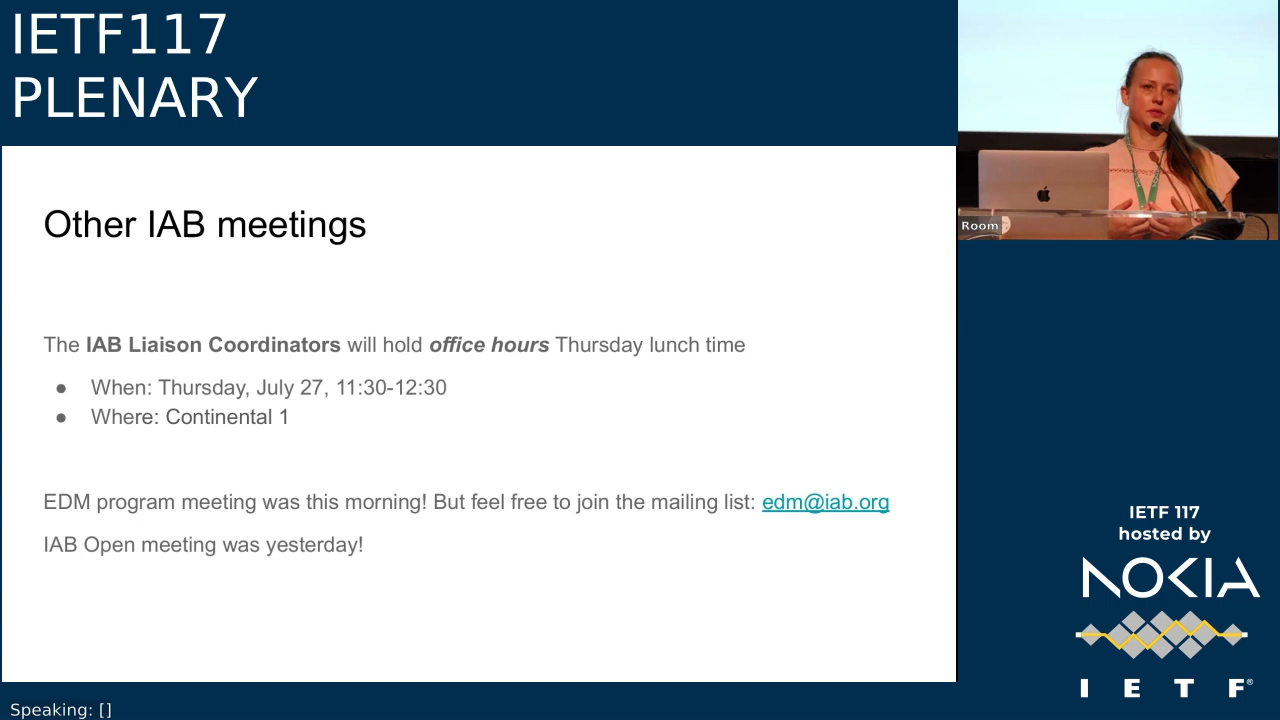 IETF117
PLENARY
Room
Other IAB meetings
The IAB Liaison Coordinators will hold office hours Thursday lunch time
● When: Thursday, July 27, 11:30-12:30
● Where: Continental 1
EDM program meeting was this morning! But feel free to join the mailing list: edm@iab.org
IAB Open meeting was yesterday!
IETF 117
hosted by
NOKIA
I E T F®
Speaking: []